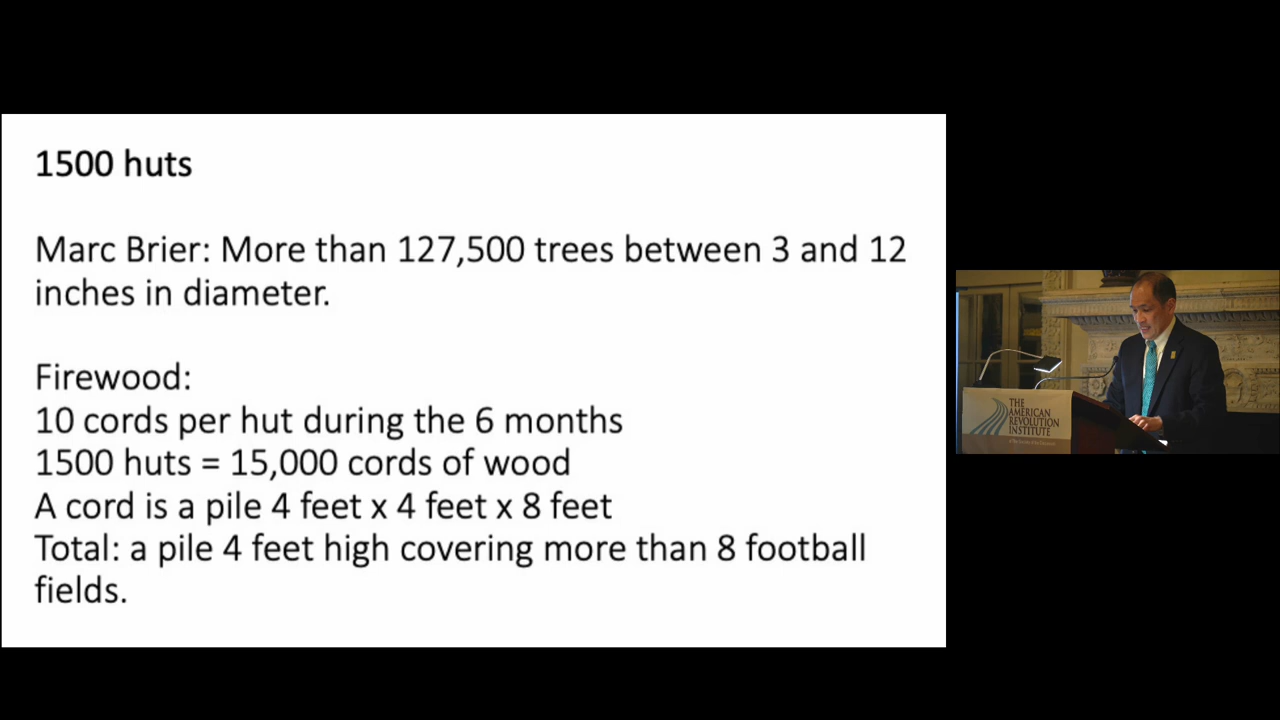 1500 huts
Marc Brier: More than 127,500 trees between 3 and 12
inches in diameter.
Firewood:
10 cords per hut during the 6 months
1500 huts = 15,000 cords of wood
A cord is a pile 4 feet x 4 feet x 8 feet
Total: a pile 4 feet high covering more than 8 football
fields.
THE
AMERICAN
REVOLUTION
INSTITUTE